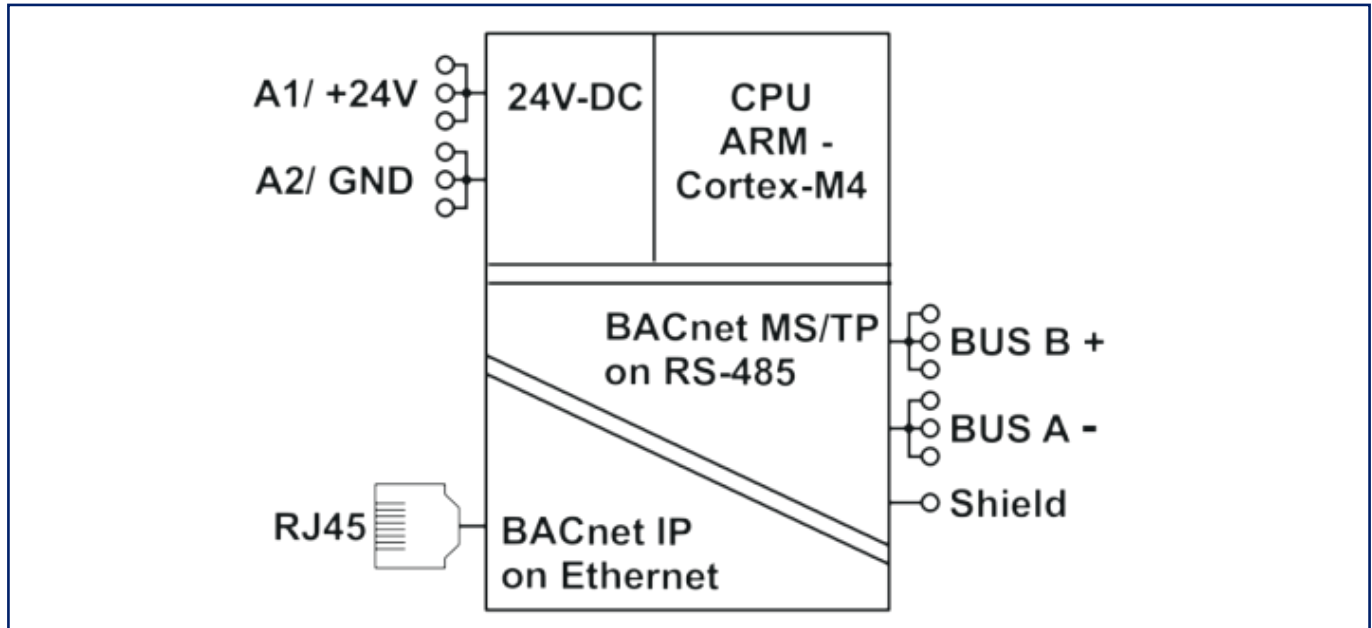 A1/ +24V
A2/ GND
24V-DC
CPU
ARM -
Cortex-M4
BACnet MS/TP
on RS-485
BUS B +
BUS A -
Shield
RJ45
BACnet IP
on Ethernet